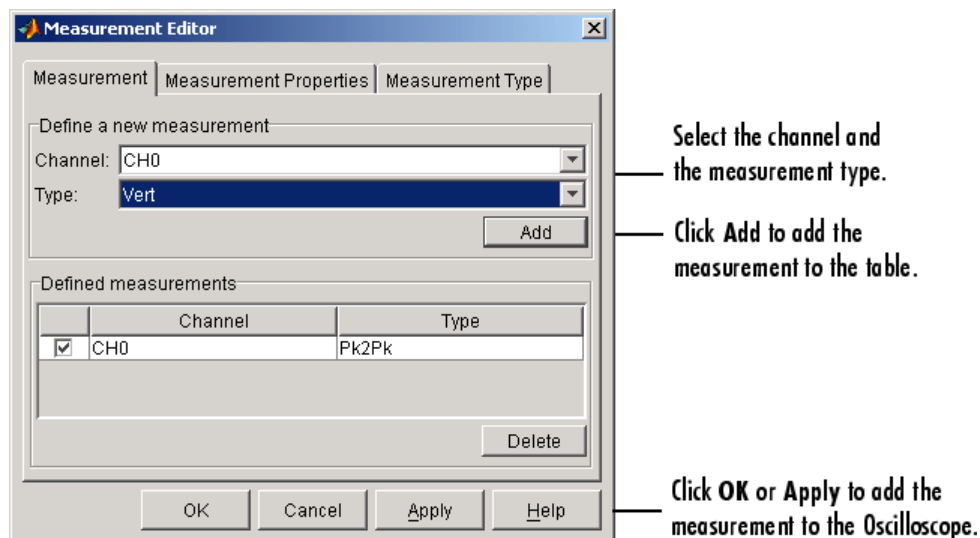 Measurement Editor
Measurement
Measurement Properties
Measurement Type
Define a new measurement
Channel: CH0
Type: Vert
Add
Defined measurements
Channel Type
CH0 Pk2Pk
Delete
OK Cancel Apply Help
Select the channel and
the measurement type.
Click Add to add the
measurement to the table.
Click OK or Apply to add the
measurement to the Oscilloscope.